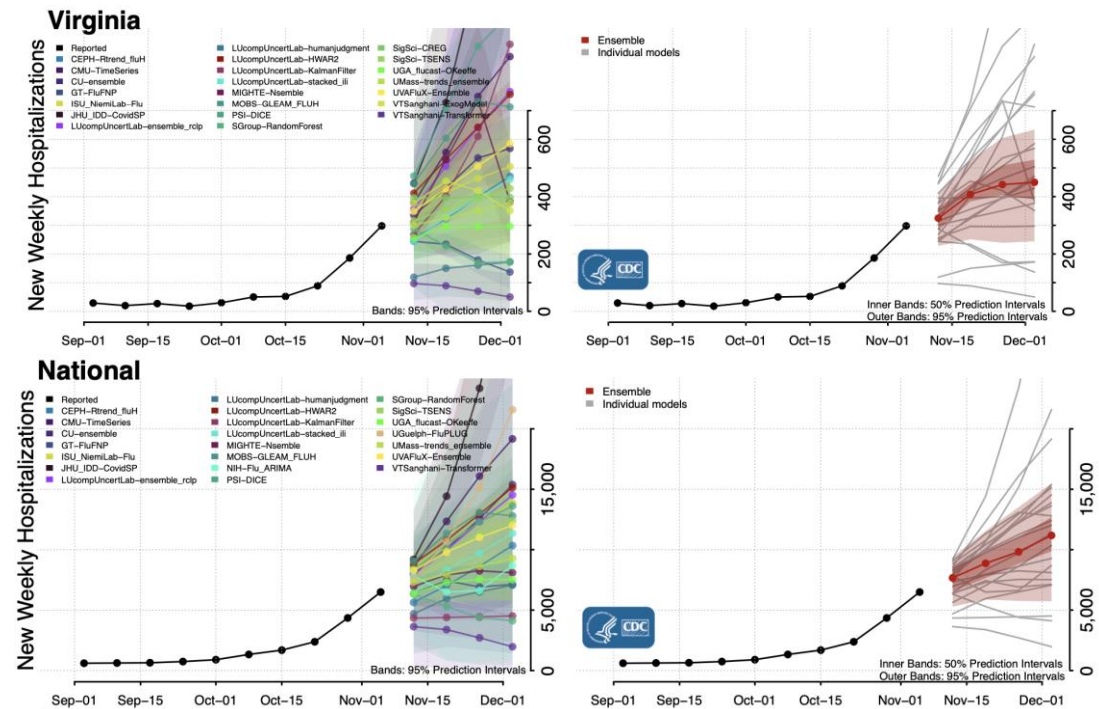 Virginia
New Weekly Hospitalizations
Reported
CEPH−Rtrend_fluH
CMU−TimeSeries
CU−ensemble
GT−FluFNP
ISU_NiemiLab−Flu
JHU_IDD−CovidSP
LUcompUncertLab−ensemble_rclp
LUcompUncertLab−humanjudgment
LUcompUncertLab−HWAR2
LUcompUncertLab−KalmanFilter
LUcompUncertLab−stacked_ili
MIGHTE−Nsemble
MOBS−GLEAM_FLUH
PSI−DICE
SGroup−RandomForest
SigSci−CREG
SigSci−TSENS
UGA_flucast−OKeeffe
UMass−trends_ensemble
UVAFluX−Ensemble
VTSanghani−ExogModel
VTSanghani−Transformer
Bands: 95% Prediction Intervals
0
200
400
600
Sep−01 Sep−15 Oct−01 Oct−15 Nov−01 Nov−15 Dec−01
Ensemble
Individual models
CDC
Inner Bands: 50% Prediction Intervals
Outer Bands: 95% Prediction Intervals
0
200
400
600
Sep−01 Sep−15 Oct−01 Oct−15 Nov−01 Nov−15 Dec−01
National
New Weekly Hospitalizations
Reported
CEPH−Rtrend_fluH
CMU−TimeSeries
CU−ensemble
GT−FluFNP
ISU_NiemiLab−Flu
JHU_IDD−CovidSP
LUcompUncertLab−ensemble_rclp
LUcompUncertLab−humanjudgment
LUcompUncertLab−HWAR2
LUcompUncertLab−KalmanFilter
LUcompUncertLab−stacked_ili
MIGHTE−Nsemble
MOBS−GLEAM_FLUH
NIH−Flu_ARIMA
PSI−DICE
SGroup−RandomForest
SigSci−TSENS
UGA_flucast−OKeeffe
UGuelph−FluPLUG
UMass−trends_ensemble
UVAFluX−Ensemble
VTSanghani−Transformer
Bands: 95% Prediction Intervals
0
5,000
15,000
Sep−01 Sep−15 Oct−01 Oct−15 Nov−01 Nov−15 Dec−01
Ensemble
Individual models
CDC
Inner Bands: 50% Prediction Intervals
Outer Bands: 95% Prediction Intervals
0
5,000
15,000
Sep−01 Sep−15 Oct−01 Oct−15 Nov−01 Nov−15 Dec−01